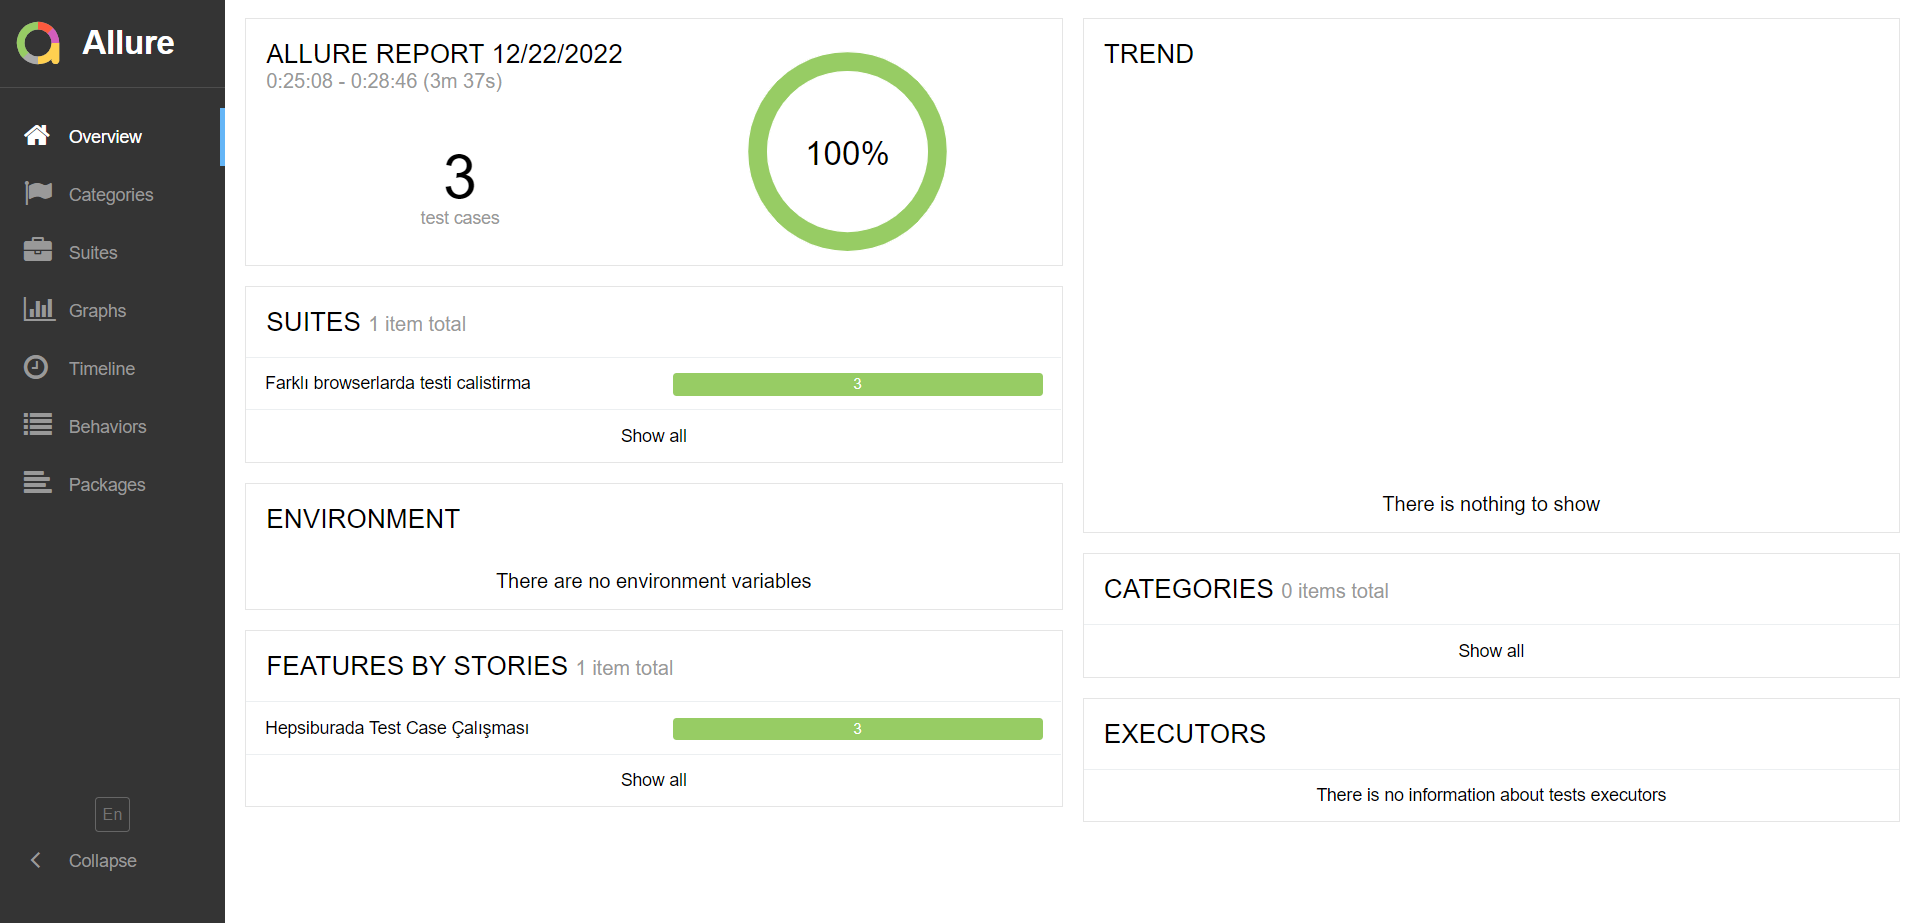 Allure
Overview
Categories
Suites
Graphs
Timeline
Behaviors
Packages
En
Collapse
ALLURE REPORT 12/22/2022
0:25:08 - 0:28:46 (3m 37s)
3
test cases
100%
SUITES 1 item total
Farklı browserlarda testi calistirma 3
Show all
ENVIRONMENT
There are no environment variables
FEATURES BY STORIES 1 item total
Hepsiburada Test Case Çalışması 3
Show all
TREND
There is nothing to show
CATEGORIES 0 items total
Show all
EXECUTORS
There is no information about tests executors